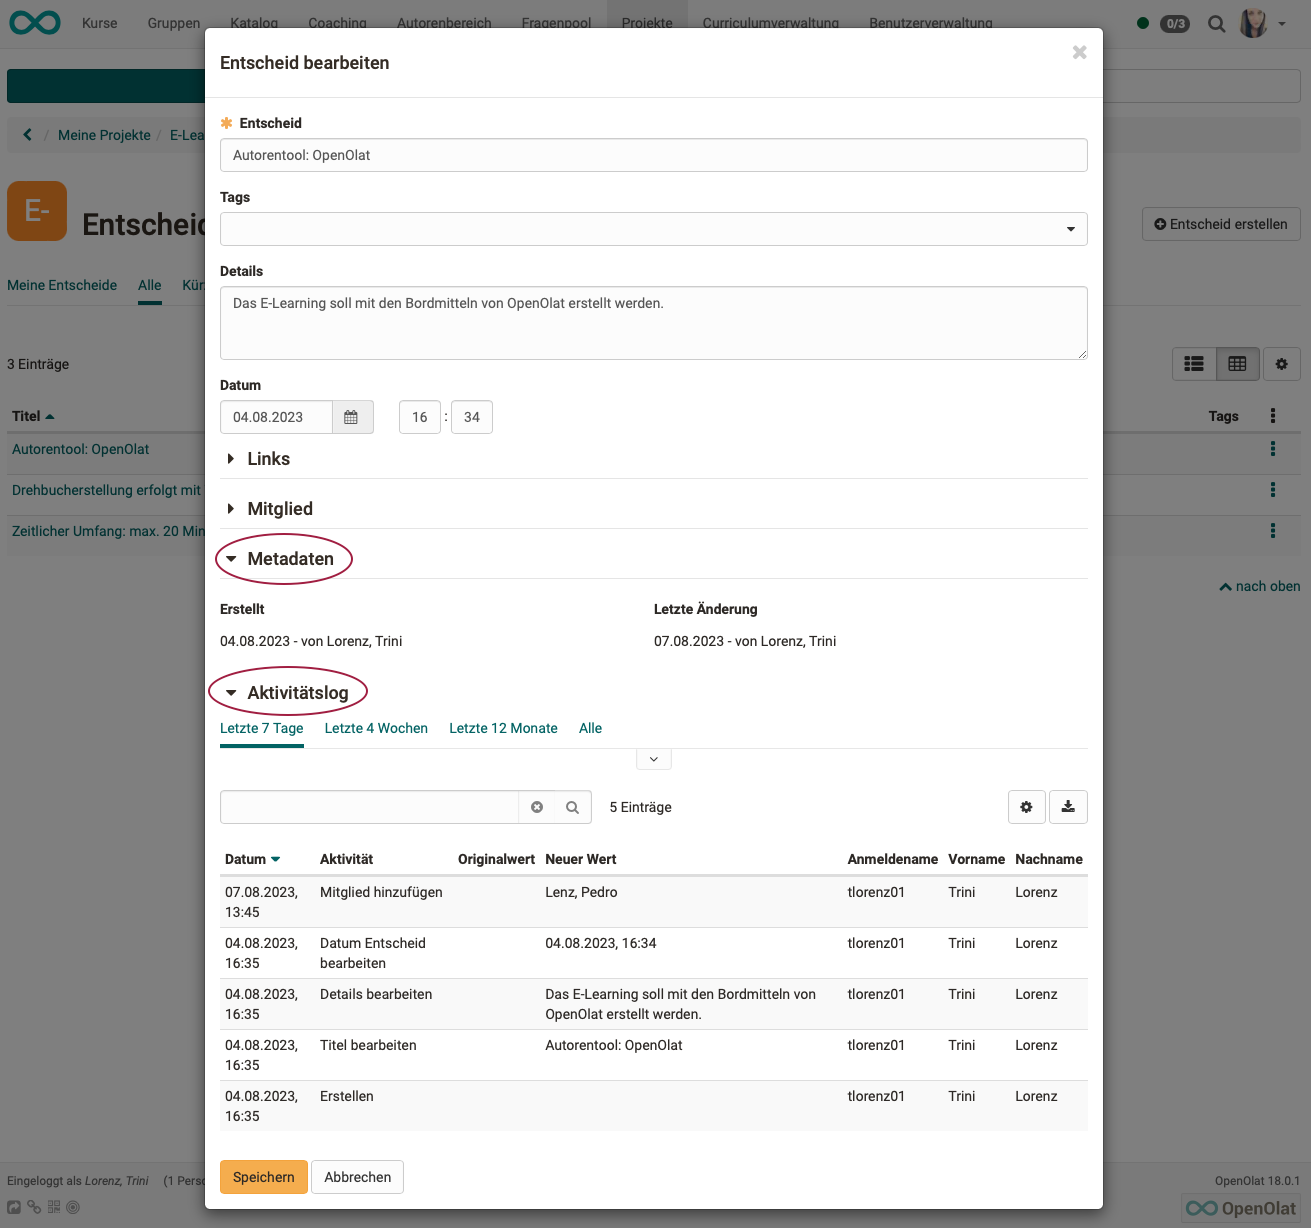 Kurse Gruppen Katalog Coaching Autorenbereich Fragenpool Projekte Curriculumverwaltung Benutzerverwaltung 0/3
Entscheid bearbeiten
Entscheid
Autorentool: OpenOlat
Meine Projekte / E-Lea
Tags
E-
Entscheid
Entscheid erstellen
Details
Das E-Learning soll mit den Bordmitteln von OpenOlat erstellt werden.
Meine Entscheide Alle Kür
3 Einträge
Datum
04.08.2023 16 : 34
Titel Tags
Autorentool: OpenOlat
Drehbucherstellung erfolgt mit
Zeitlicher Umfang: max. 20 Min
nach oben
Links
Mitglied
Metadaten
Erstellt Letzte Änderung
04.08.2023 - von Lorenz, Trini 07.08.2023 - von Lorenz, Trini
Aktivitätslog
Letzte 7 Tage Letzte 4 Wochen Letzte 12 Monate Alle
5 Einträge
Datum Aktivität Originalwert Neuer Wert Anmeldename Vorname Nachname
07.08.2023, Mitglied hinzufügen Lenz, Pedro tlorenz01 Trini Lorenz
13:45
04.08.2023, Datum Entscheid 04.08.2023, 16:34 tlorenz01 Trini Lorenz
16:35 bearbeiten
04.08.2023, Details bearbeiten Das E-Learning soll mit den Bordmitteln von tlorenz01 Trini Lorenz
16:35 OpenOlat erstellt werden.
04.08.2023, Titel bearbeiten Autorentool: OpenOlat tlorenz01 Trini Lorenz
16:35
04.08.2023, Erstellen tlorenz01 Trini Lorenz
16:35
Speichern Abbrechen
Eingeloggt als Lorenz, Trini (1 Perso OpenOlat 18.0.1
OpenOlat